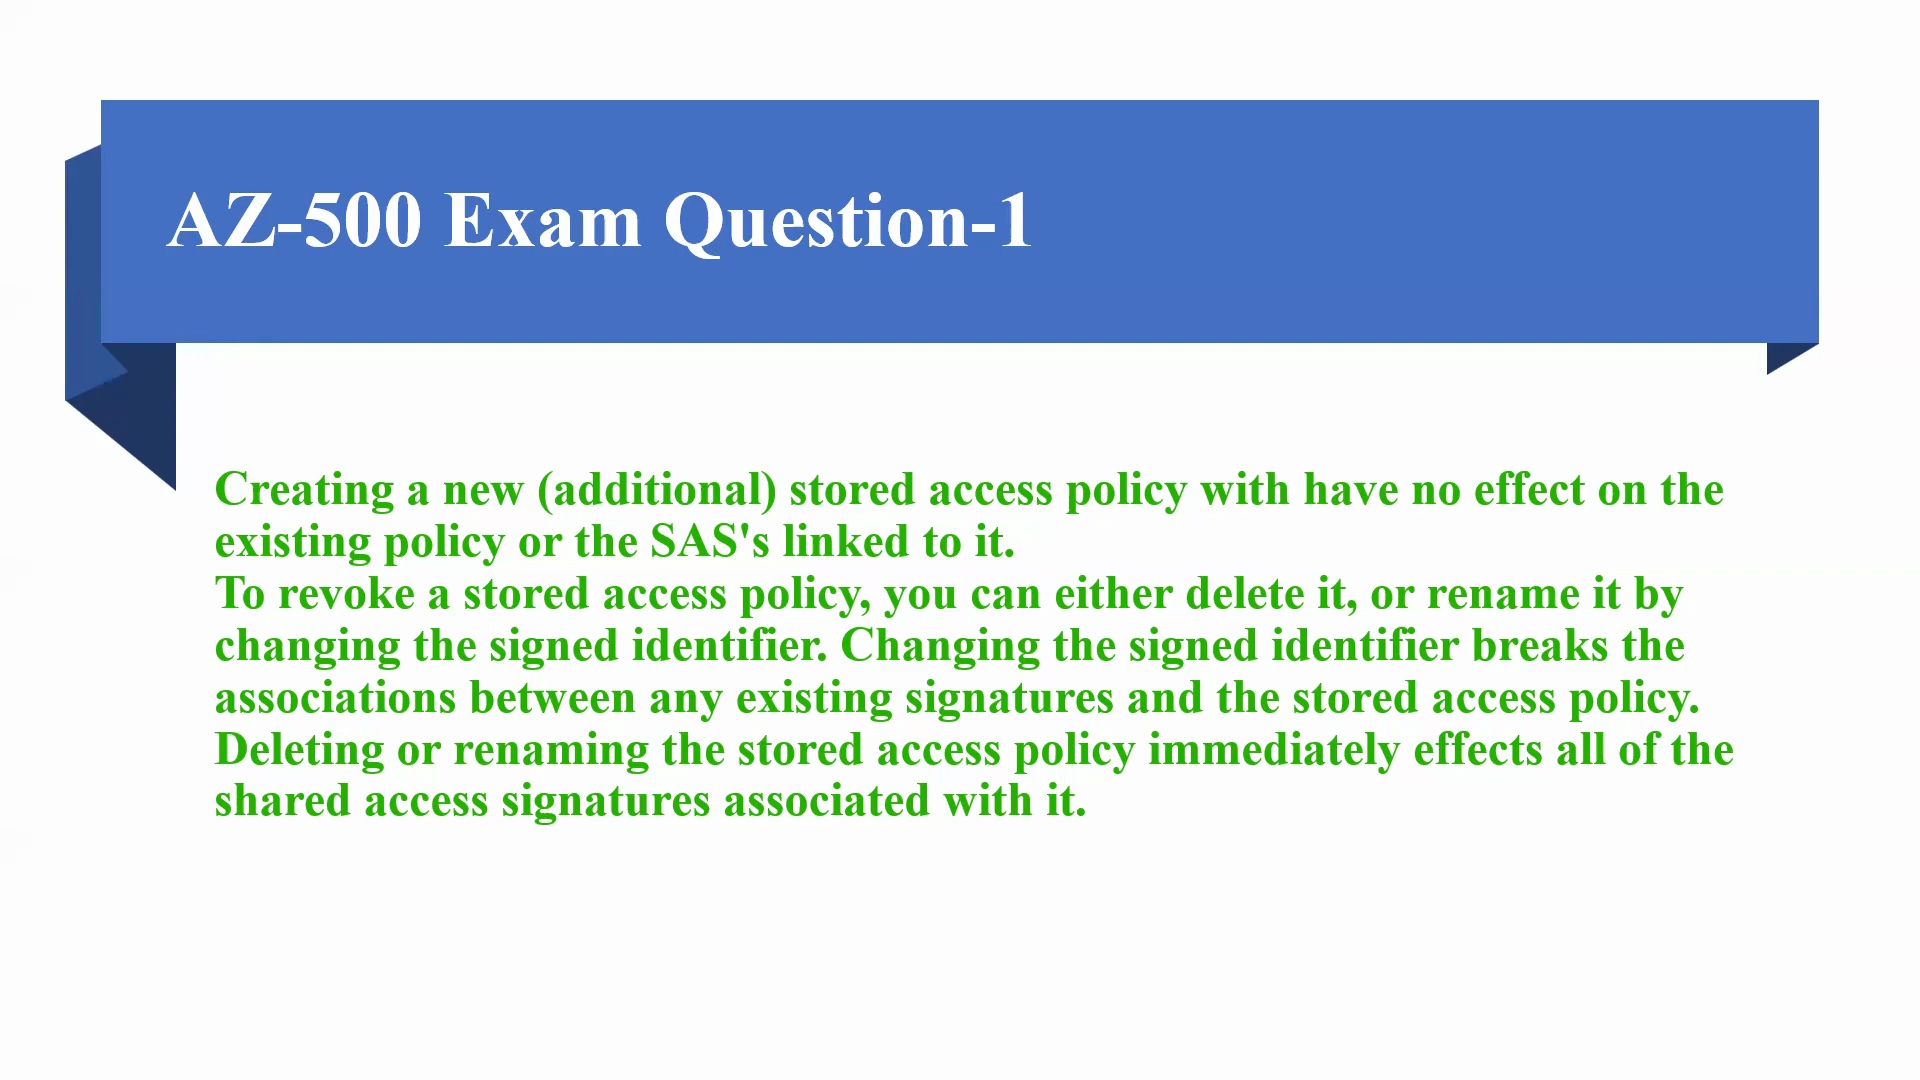 AZ-500 Exam Question-1
Creating a new (additional) stored access policy with have no effect on the
existing policy or the SAS's linked to it.
To revoke a stored access policy, you can either delete it, or rename it by
changing the signed identifier. Changing the signed identifier breaks the
associations between any existing signatures and the stored access policy.
Deleting or renaming the stored access policy immediately effects all of the
shared access signatures associated with it.